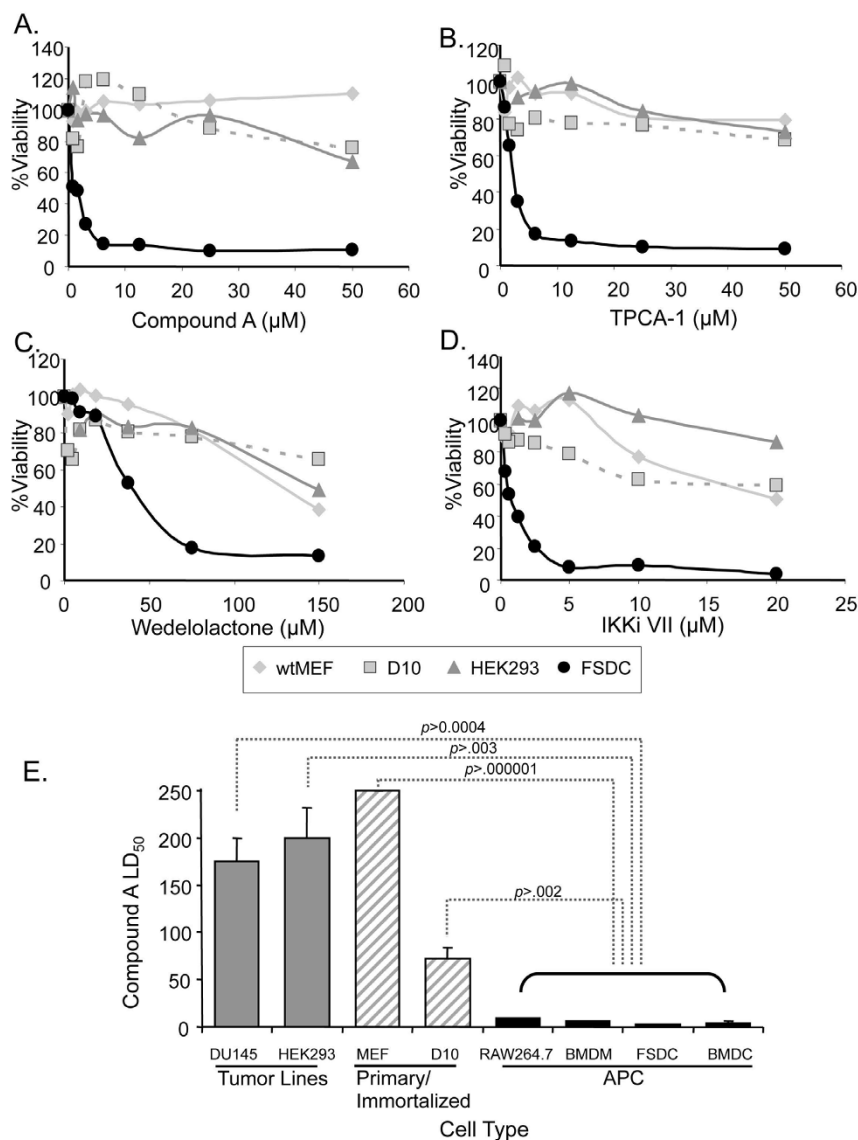 A.
140
120
100
80
60
40
20
0
%Viability
0 10 20 30 40 50 60
Compound A (µM)
B.
120
100
80
60
40
20
0
%Viability
0 10 20 30 40 50 60
TPCA-1 (µM)
C.
120
100
80
60
40
20
0
%Viability
0 50 100 150 200
Wedelolactone (µM)
D.
140
120
100
80
60
40
20
0
%Viability
0 5 10 15 20 25
IKKi VII (µM)
wtMEF D10 HEK293 FSDC
E.
p>0.0004
p>.003
p>.000001
p>.002
250
200
150
100
50
0
Compound A LD50
DU145 HEK293 MEF D10 RAW264.7 BMDM FSDC BMDC
Tumor Lines Primary/ APC
Immortalized
Cell Type